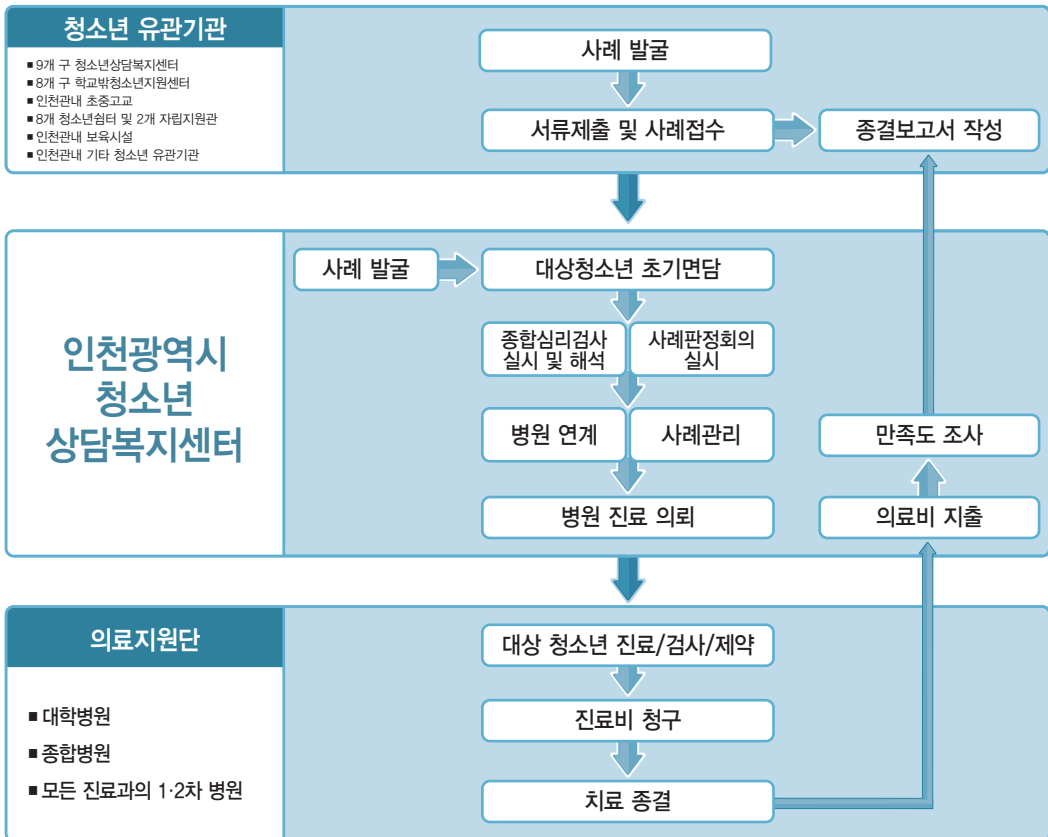 청소년 유관기관
■ 9개 구 청소년상담복지센터
■ 8개 구 학교밖청소년지원센터
■ 인천관내 초중고교
■ 8개 청소년쉼터 및 2개 자립지원관
■ 인천관내 보육시설
■ 인천관내 기타 청소년 유관기관
사례 발굴
서류제출 및 사례접수
종결보고서 작성
인천광역시
청소년
상담복지센터
사례 발굴
대상청소년 초기면담
종합심리검사
실시 및 해석
사례판정회의
실시
병원 연계
사례관리
병원 진료 의뢰
만족도 조사
의료비 지출
의료지원단
■ 대학병원
■ 종합병원
■ 모든 진료과의 1·2차 병원
대상 청소년 진료/검사/제약
진료비 청구
치료 종결